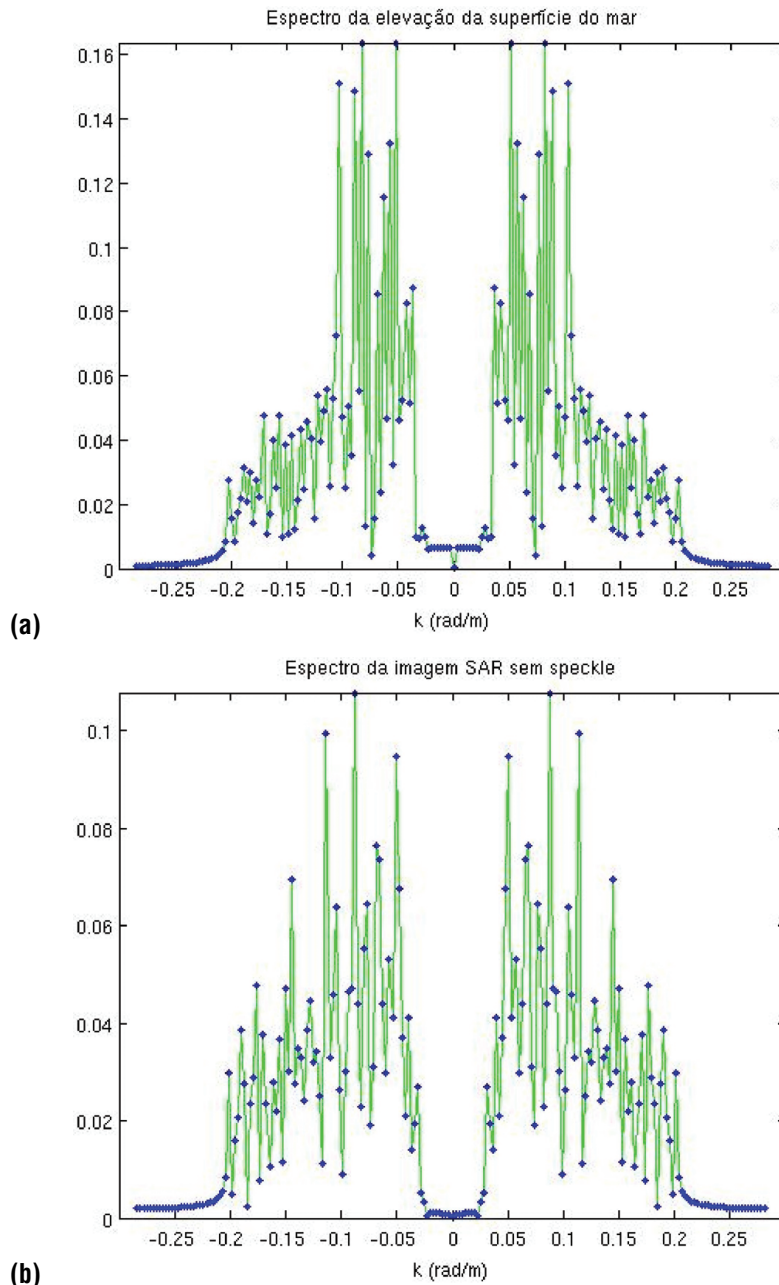 Espectro da elevação da superfície do mar
0.16
0.14
0.12
0.1
0.08
0.06
0.04
0.02
0
-0.25 -0.2 -0.15 -0.1 -0.05 0 0.05 0.1 0.15 0.2 0.25
k (rad/m)
(a)
Espectro da imagem SAR sem speckle
0.1
0.08
0.06
0.04
0.02
0
-0.25 -0.2 -0.15 -0.1 -0.05 0 0.05 0.1 0.15 0.2 0.25
k (rad/m)
(b)